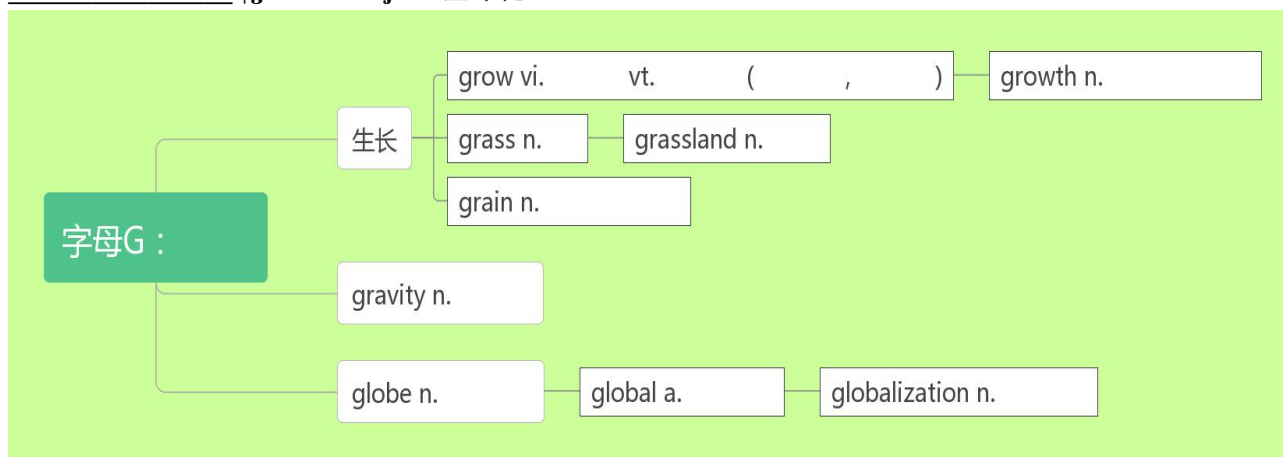 grow vi. vt. ( , )
growth n.
生长
grass n.
grassland n.
grain n.
字母G：
gravity n.
globe n.
global a.
globalization n.